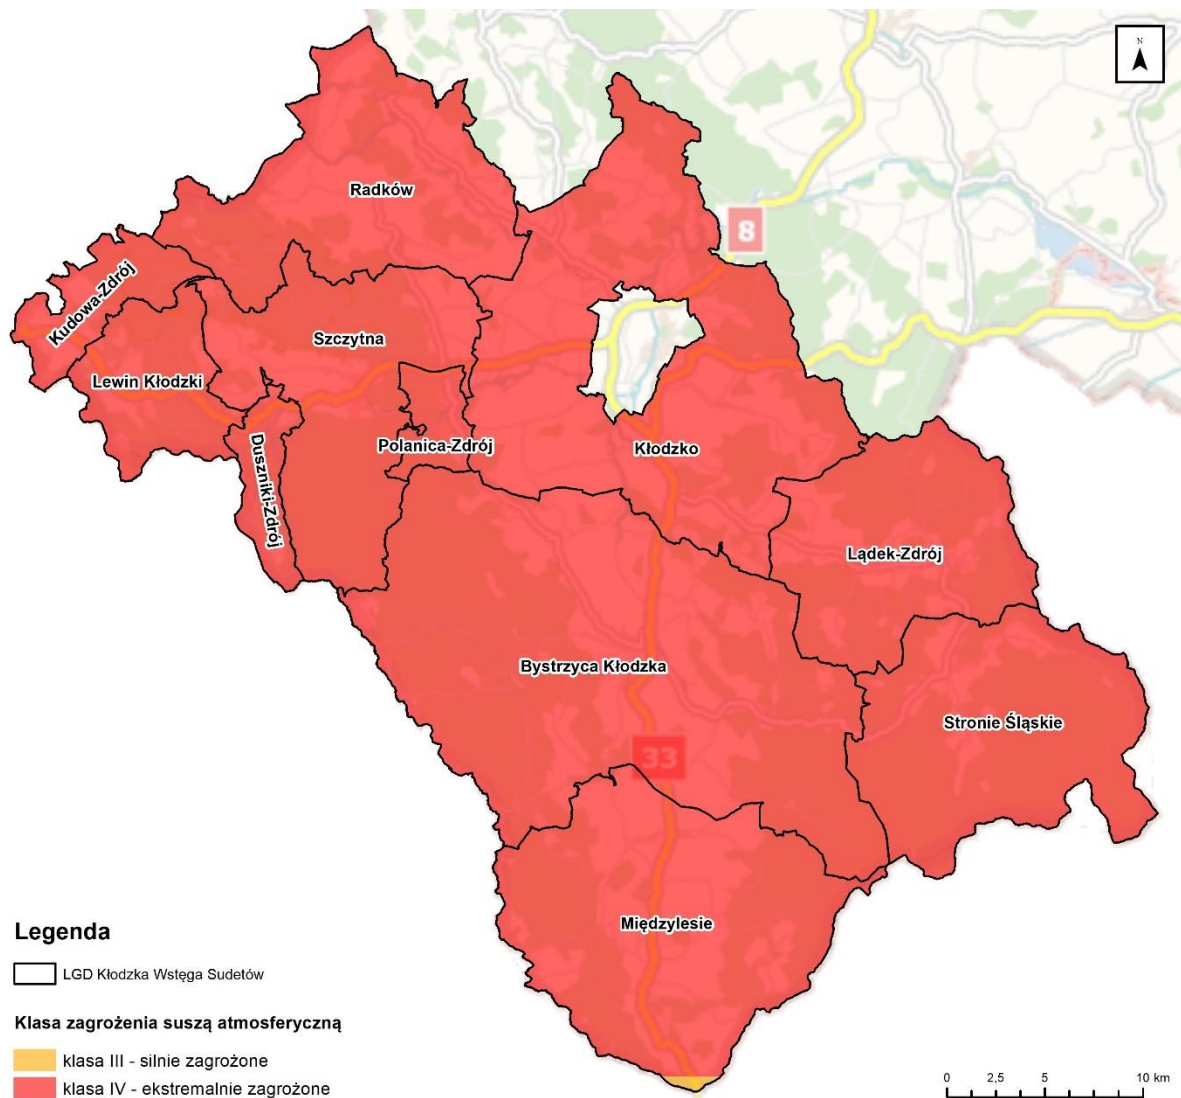 N
Radków
8
Kudowa-Zdrój
Szczytna
Lewin Kłodzki
Polanica-Zdrój
Kłodzko
Duszniki-Zdrój
Lądek-Zdrój
Bystrzyca Kłodzka
Stronie Śląskie
33
Międzylesie
Legenda
LGD Kłodzka Wstęga Sudetów
Klasa zagrożenia suszą atmosferyczną
klasa III - silnie zagrożone
klasa IV - ekstremalnie zagrożone
0 2,5 5 10 km